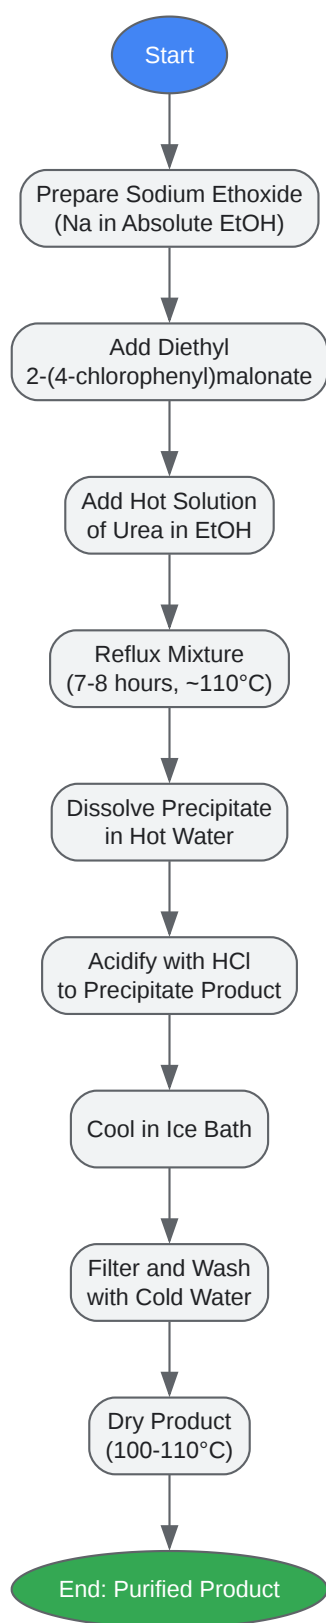 Start
Prepare Sodium Ethoxide
(Na in Absolute EtOH)
Add Diethyl
2-(4-chlorophenyl)malonate
Add Hot Solution
of Urea in EtOH
Reflux Mixture
(7-8 hours, ~110°C)
Dissolve Precipitate
in Hot Water
Acidify with HCl
to Precipitate Product
Cool in Ice Bath
Filter and Wash
with Cold Water
Dry Product
(100-110°C)
End: Purified Product